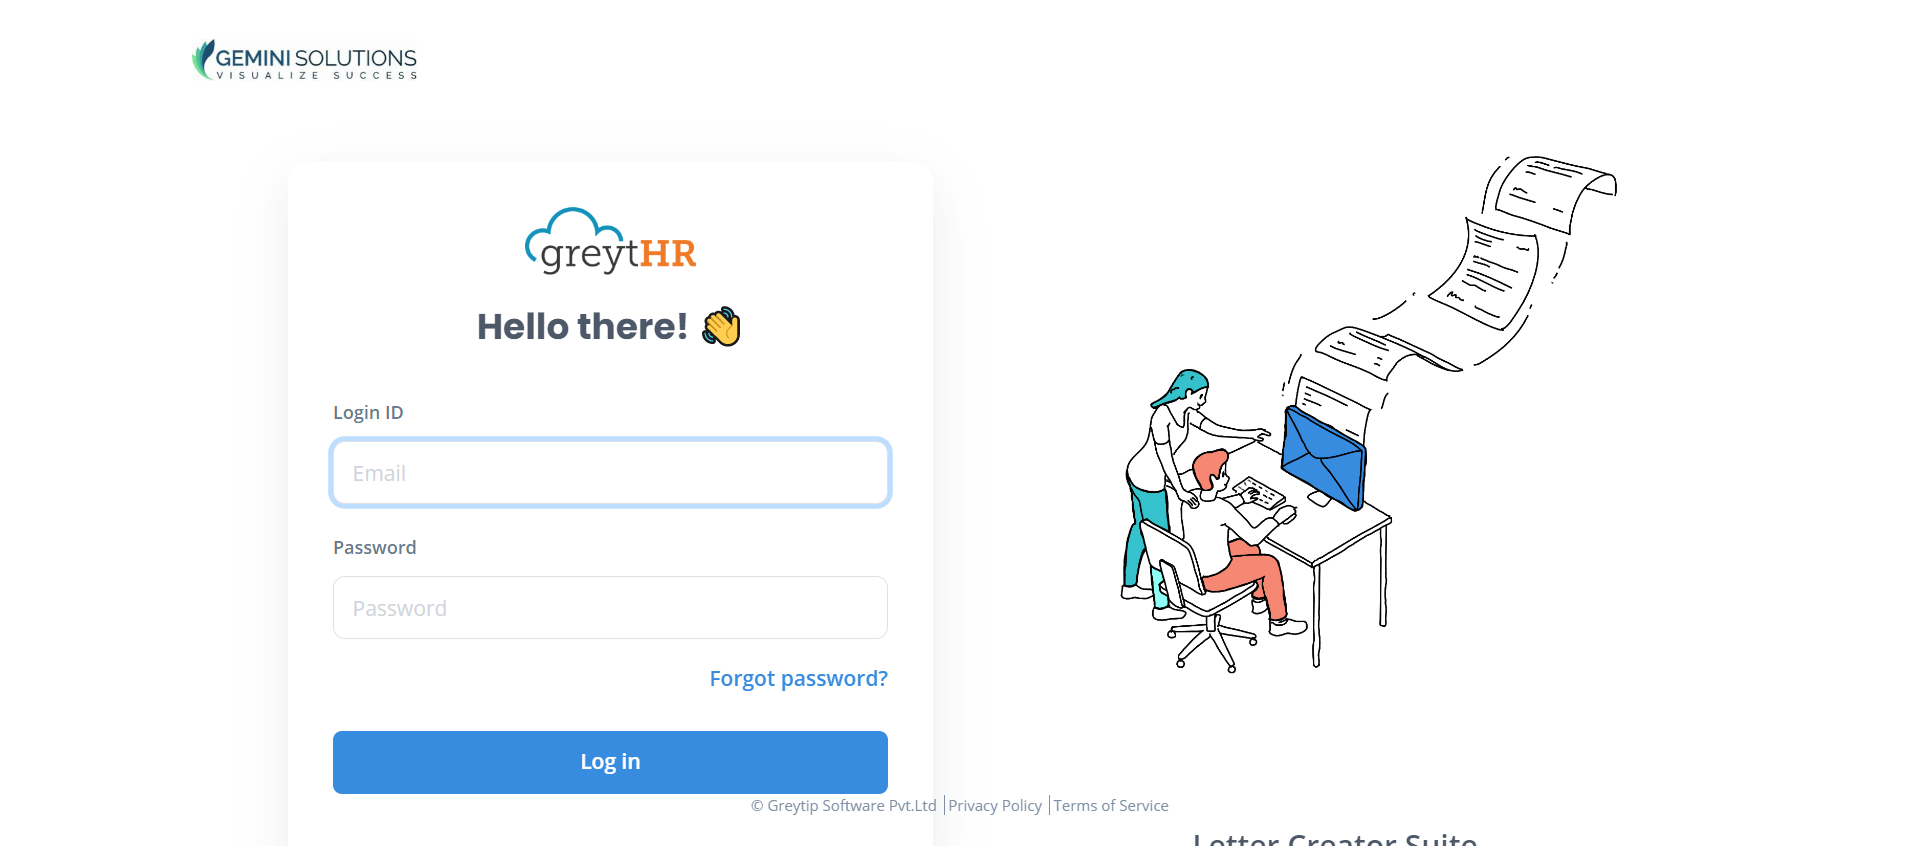 GEMINI SOLUTIONS
VISUALIZE SUCCESS
greytHR
Hello there!
Login ID
Email
Password
Password
Forgot password?
Log in
© Greytip Software Pvt.Ltd | Privacy Policy | Terms of Service
Letter Creator Suite